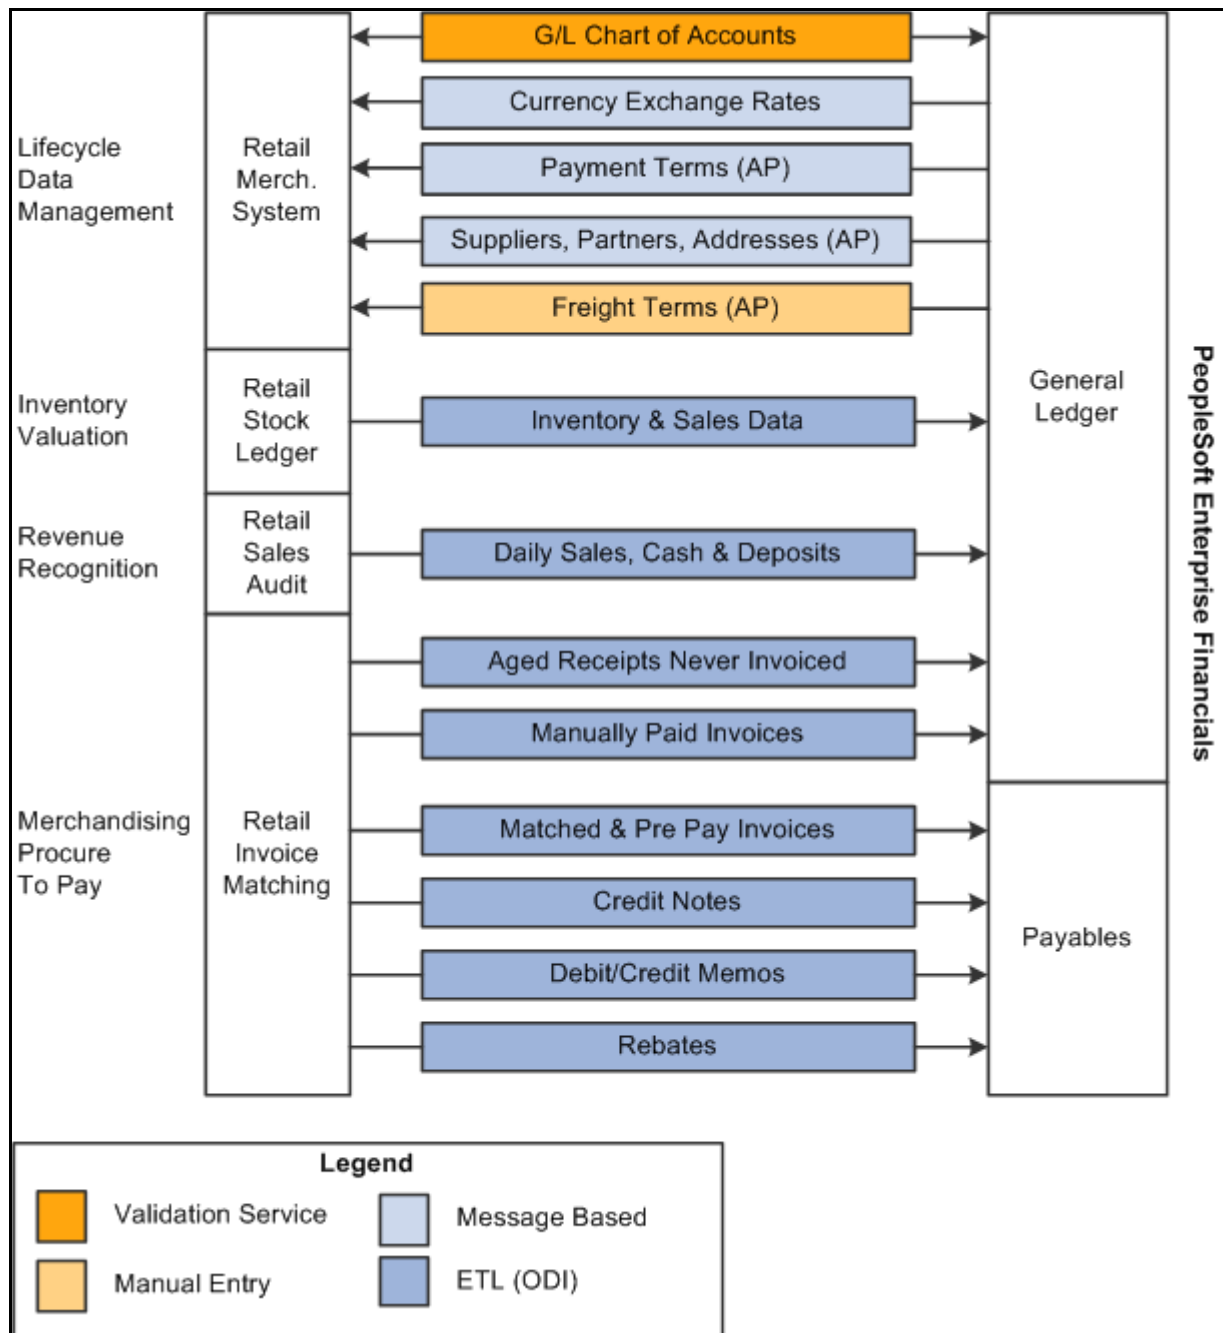 G/L Chart of Accounts
Currency Exchange Rates
Payment Terms (AP)
Suppliers, Partners, Addresses (AP)
Freight Terms (AP)
Lifecycle
Data
Management
Retail
Merch.
System
Inventory
Valuation
Retail
Stock
Ledger
Inventory & Sales Data
General
Ledger
PeopleSoft Enterprise Financials
Revenue
Recognition
Retail
Sales
Audit
Daily Sales, Cash & Deposits
Aged Receipts Never Invoiced
Manually Paid Invoices
Merchandising
Procure
To Pay
Retail
Invoice
Matching
Matched & Pre Pay Invoices
Credit Notes
Debit/Credit Memos
Rebates
Payables
Legend
Validation Service
Message Based
Manual Entry
ETL (ODI)